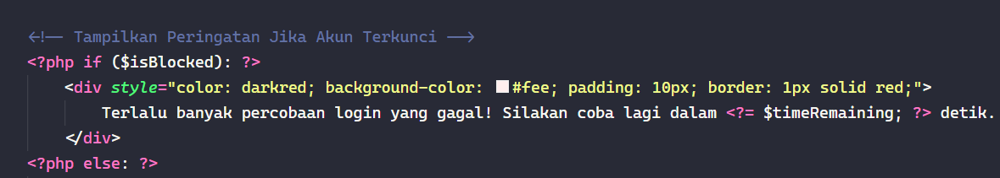 <!-- Tampilkan Peringatan Jika Akun Terkunci -->
<?php if ($isBlocked): ?>
<div style="color: darkred; background-color: #fee; padding: 10px; border: 1px solid red;">
Terlalu banyak percobaan login yang gagal! Silakan coba lagi dalam <?= $timeRemaining; ?> detik.
</div>
<?php else: ?>